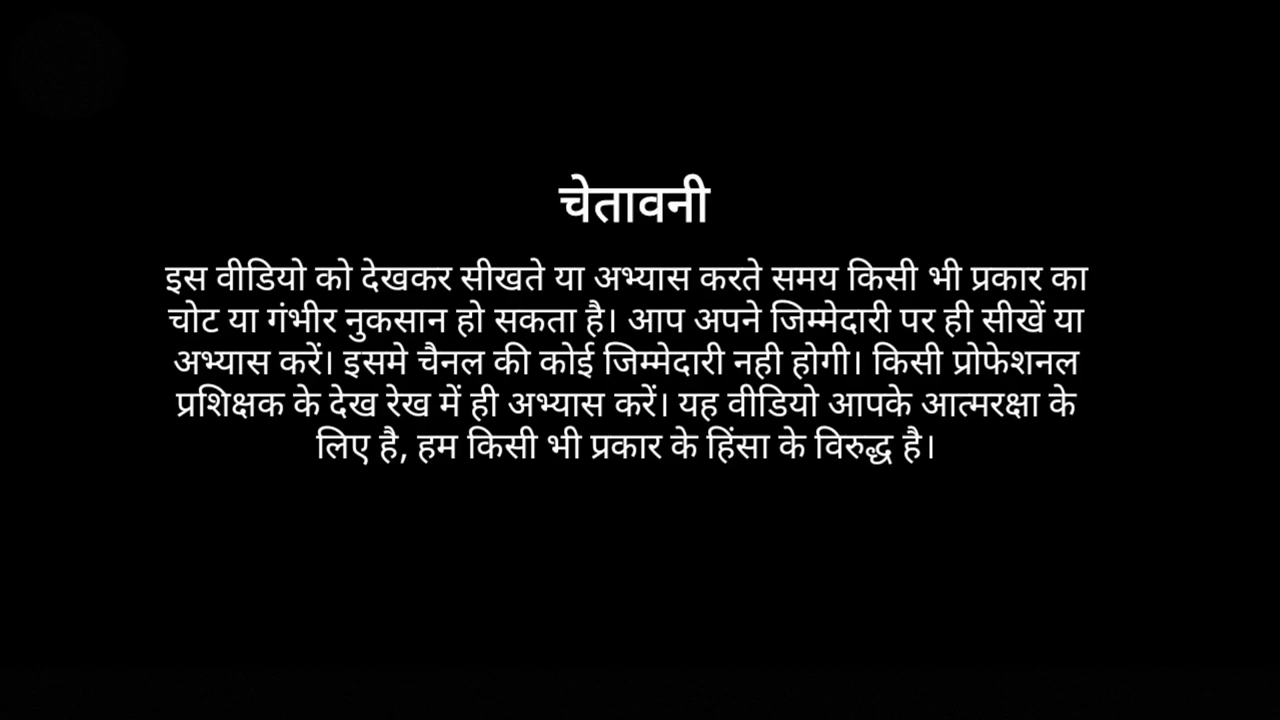 चेतावनी
इस वीडियो को देखकर सीखते या अभ्यास करते समय किसी भी प्रकार का
चोट या गंभीर नुकसान हो सकता है। आप अपने जिम्मेदारी पर ही सीखें या
अभ्यास करें। इसमे चैनल की कोई जिम्मेदारी नही होगी। किसी प्रोफेशनल
प्रशिक्षक के देख रेख में ही अभ्यास करें। यह वीडियो आपके आत्मरक्षा के
लिए है, हम किसी भी प्रकार के हिंसा के विरुद्ध है।